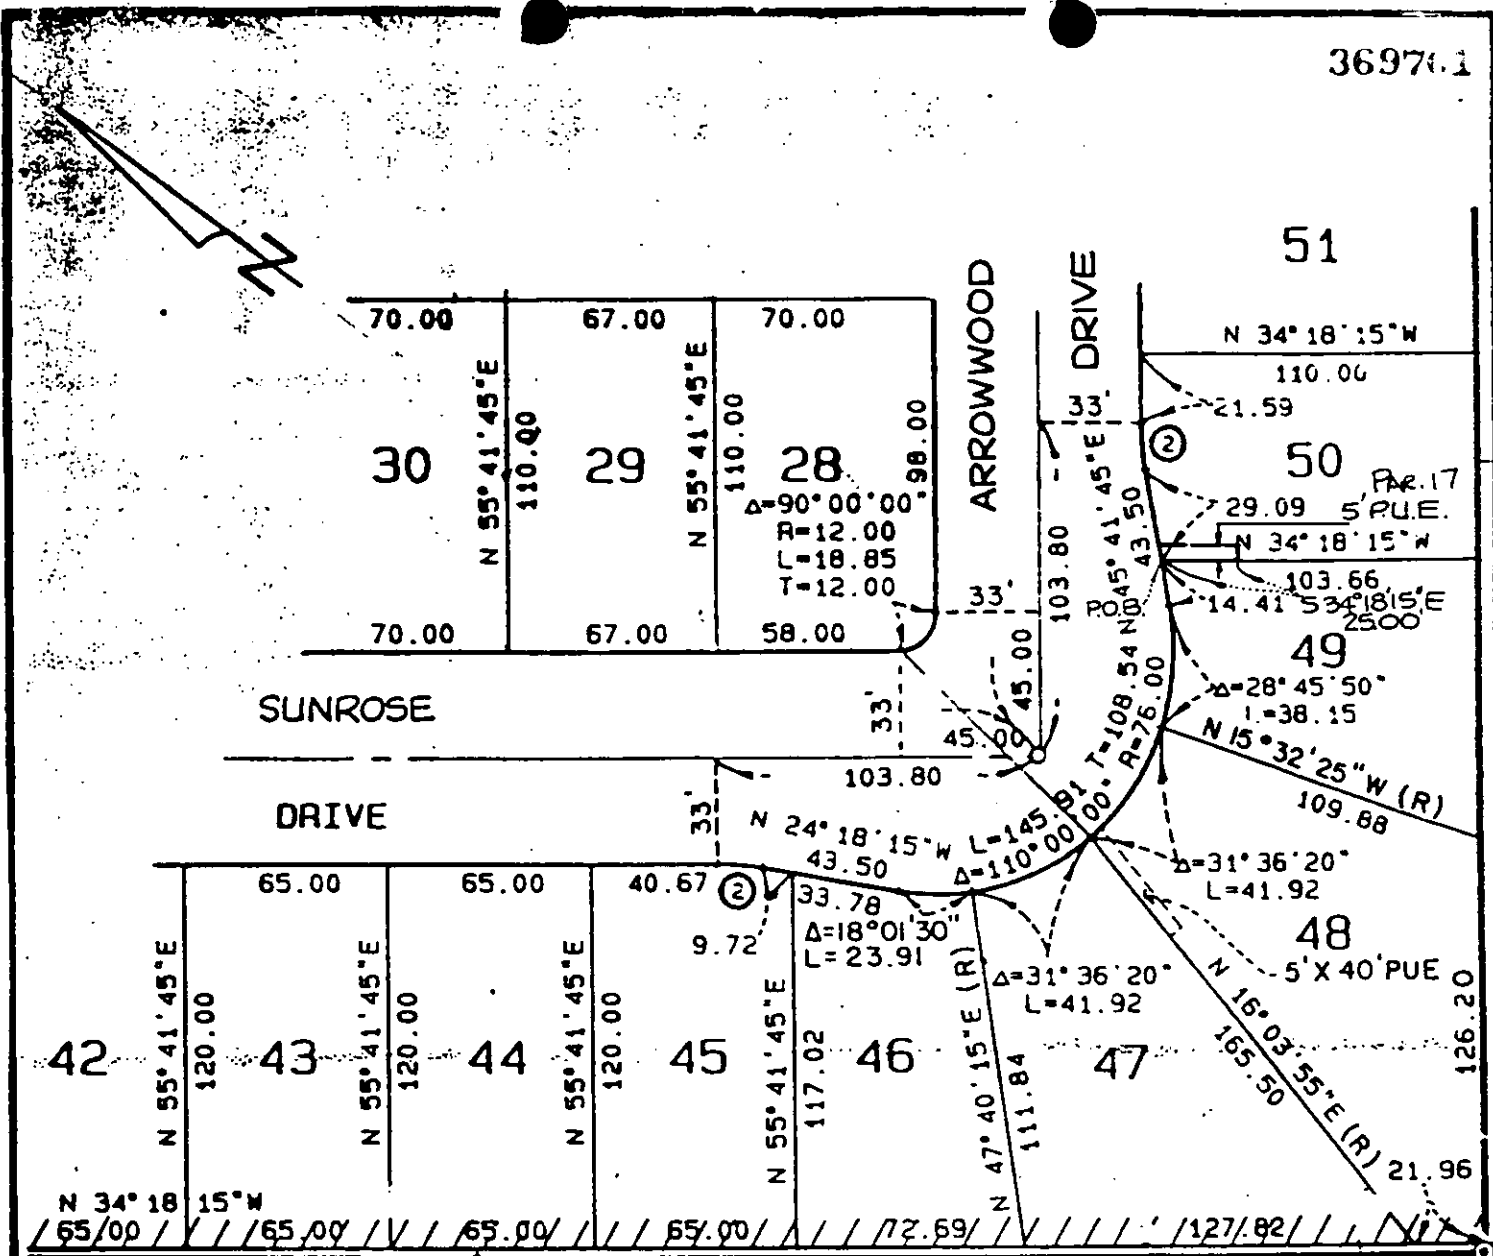 369761
51
N 34°18'15"W
110.00
21.59
33'
ARROWWOOD
DRIVE
2
50
PAR.17
5' P.U.E.
29.09
N 34°18'15"W
103.66
S34°18'15"E
25.00
14.41
P.O.B.
49
Δ=28°45'50"
L=38.15
N 15°32'25"W (R)
109.88
Δ=31°36'20"
L=41.92
48
5' X 40' PUE
N 16°03'55"E (R)
165.50
126.20
21.96
N
70.00
67.00
70.00
30
N 55°41'45"E
110.00
29
N 55°41'45"E
110.00
28
Δ=90°00'00"
R=12.00
L=18.85
T=12.00
98.00
70.00
67.00
58.00
33'
103.80
45.00
N 45°41'45"E
43.50
T=108.54
R=76.00
L=145.91
Δ=110°00'00"
SUNROSE
33'
45.00
103.80
DRIVE
33'
N 24°18'15"W
43.50
65.00
65.00
40.67
2
33.78
9.72
Δ=18°01'30"
L=23.91
Δ=31°36'20"
L=41.92
42
N 55°41'45"E
120.00
43
N 55°41'45"E
120.00
44
N 55°41'45"E
120.00
45
N 55°41'45"E
117.02
46
N 47°40'15"E (R)
111.84
47
N 34°18'15"W
65.00
65.00
65.00
65.00
72.69
127.82